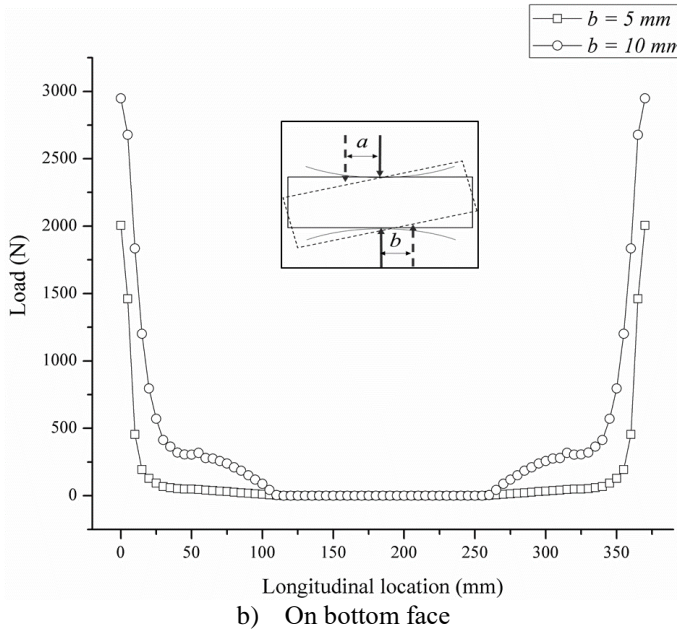 b = 5 mm
b = 10 mm
3000
2500
2000
1500
1000
500
0
Load (N)
a
b
0 50 100 150 200 250 300 350
Longitudinal location (mm)
b) On bottom face